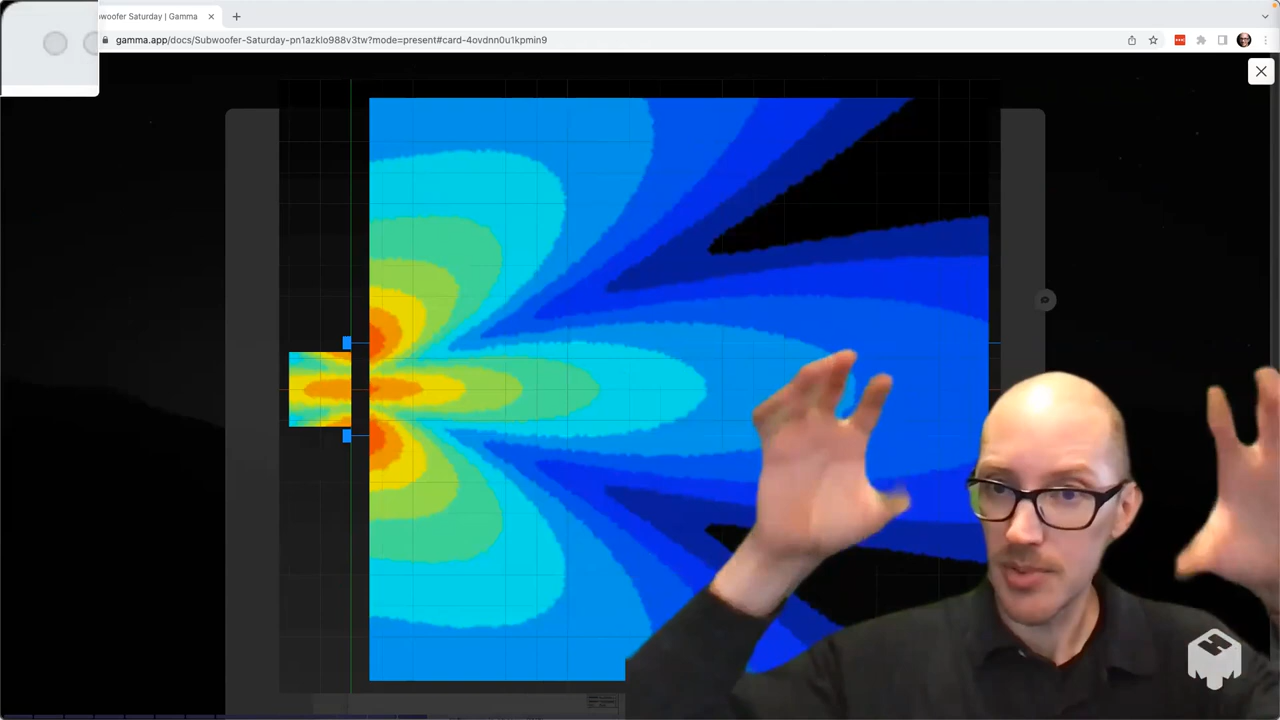 woofer Saturday | Gamma
gamma.app/docs/Subwoofer-Saturday-pn1azklo988v3tw?mode=present#card-4ovdnn0u1kpmin9